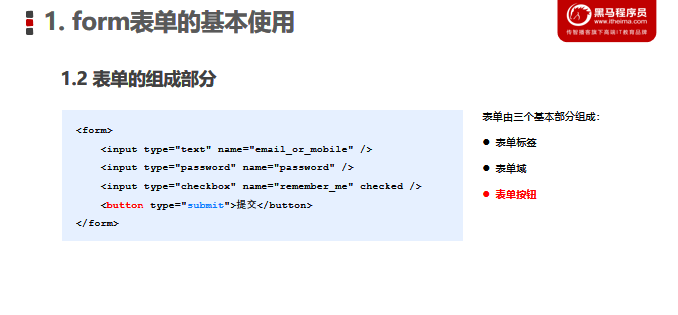 1. form表单的基本使用
黑马程序员
www.itheima.com
传智播客旗下高端IT教育品牌
1.2 表单的组成部分
<form>
<input type="text" name="email_or_mobile" />
<input type="password" name="password" />
<input type="checkbox" name="remember_me" checked />
<button type="submit">提交</button>
</form>
表单由三个基本部分组成：
● 表单标签
● 表单域
● 表单按钮